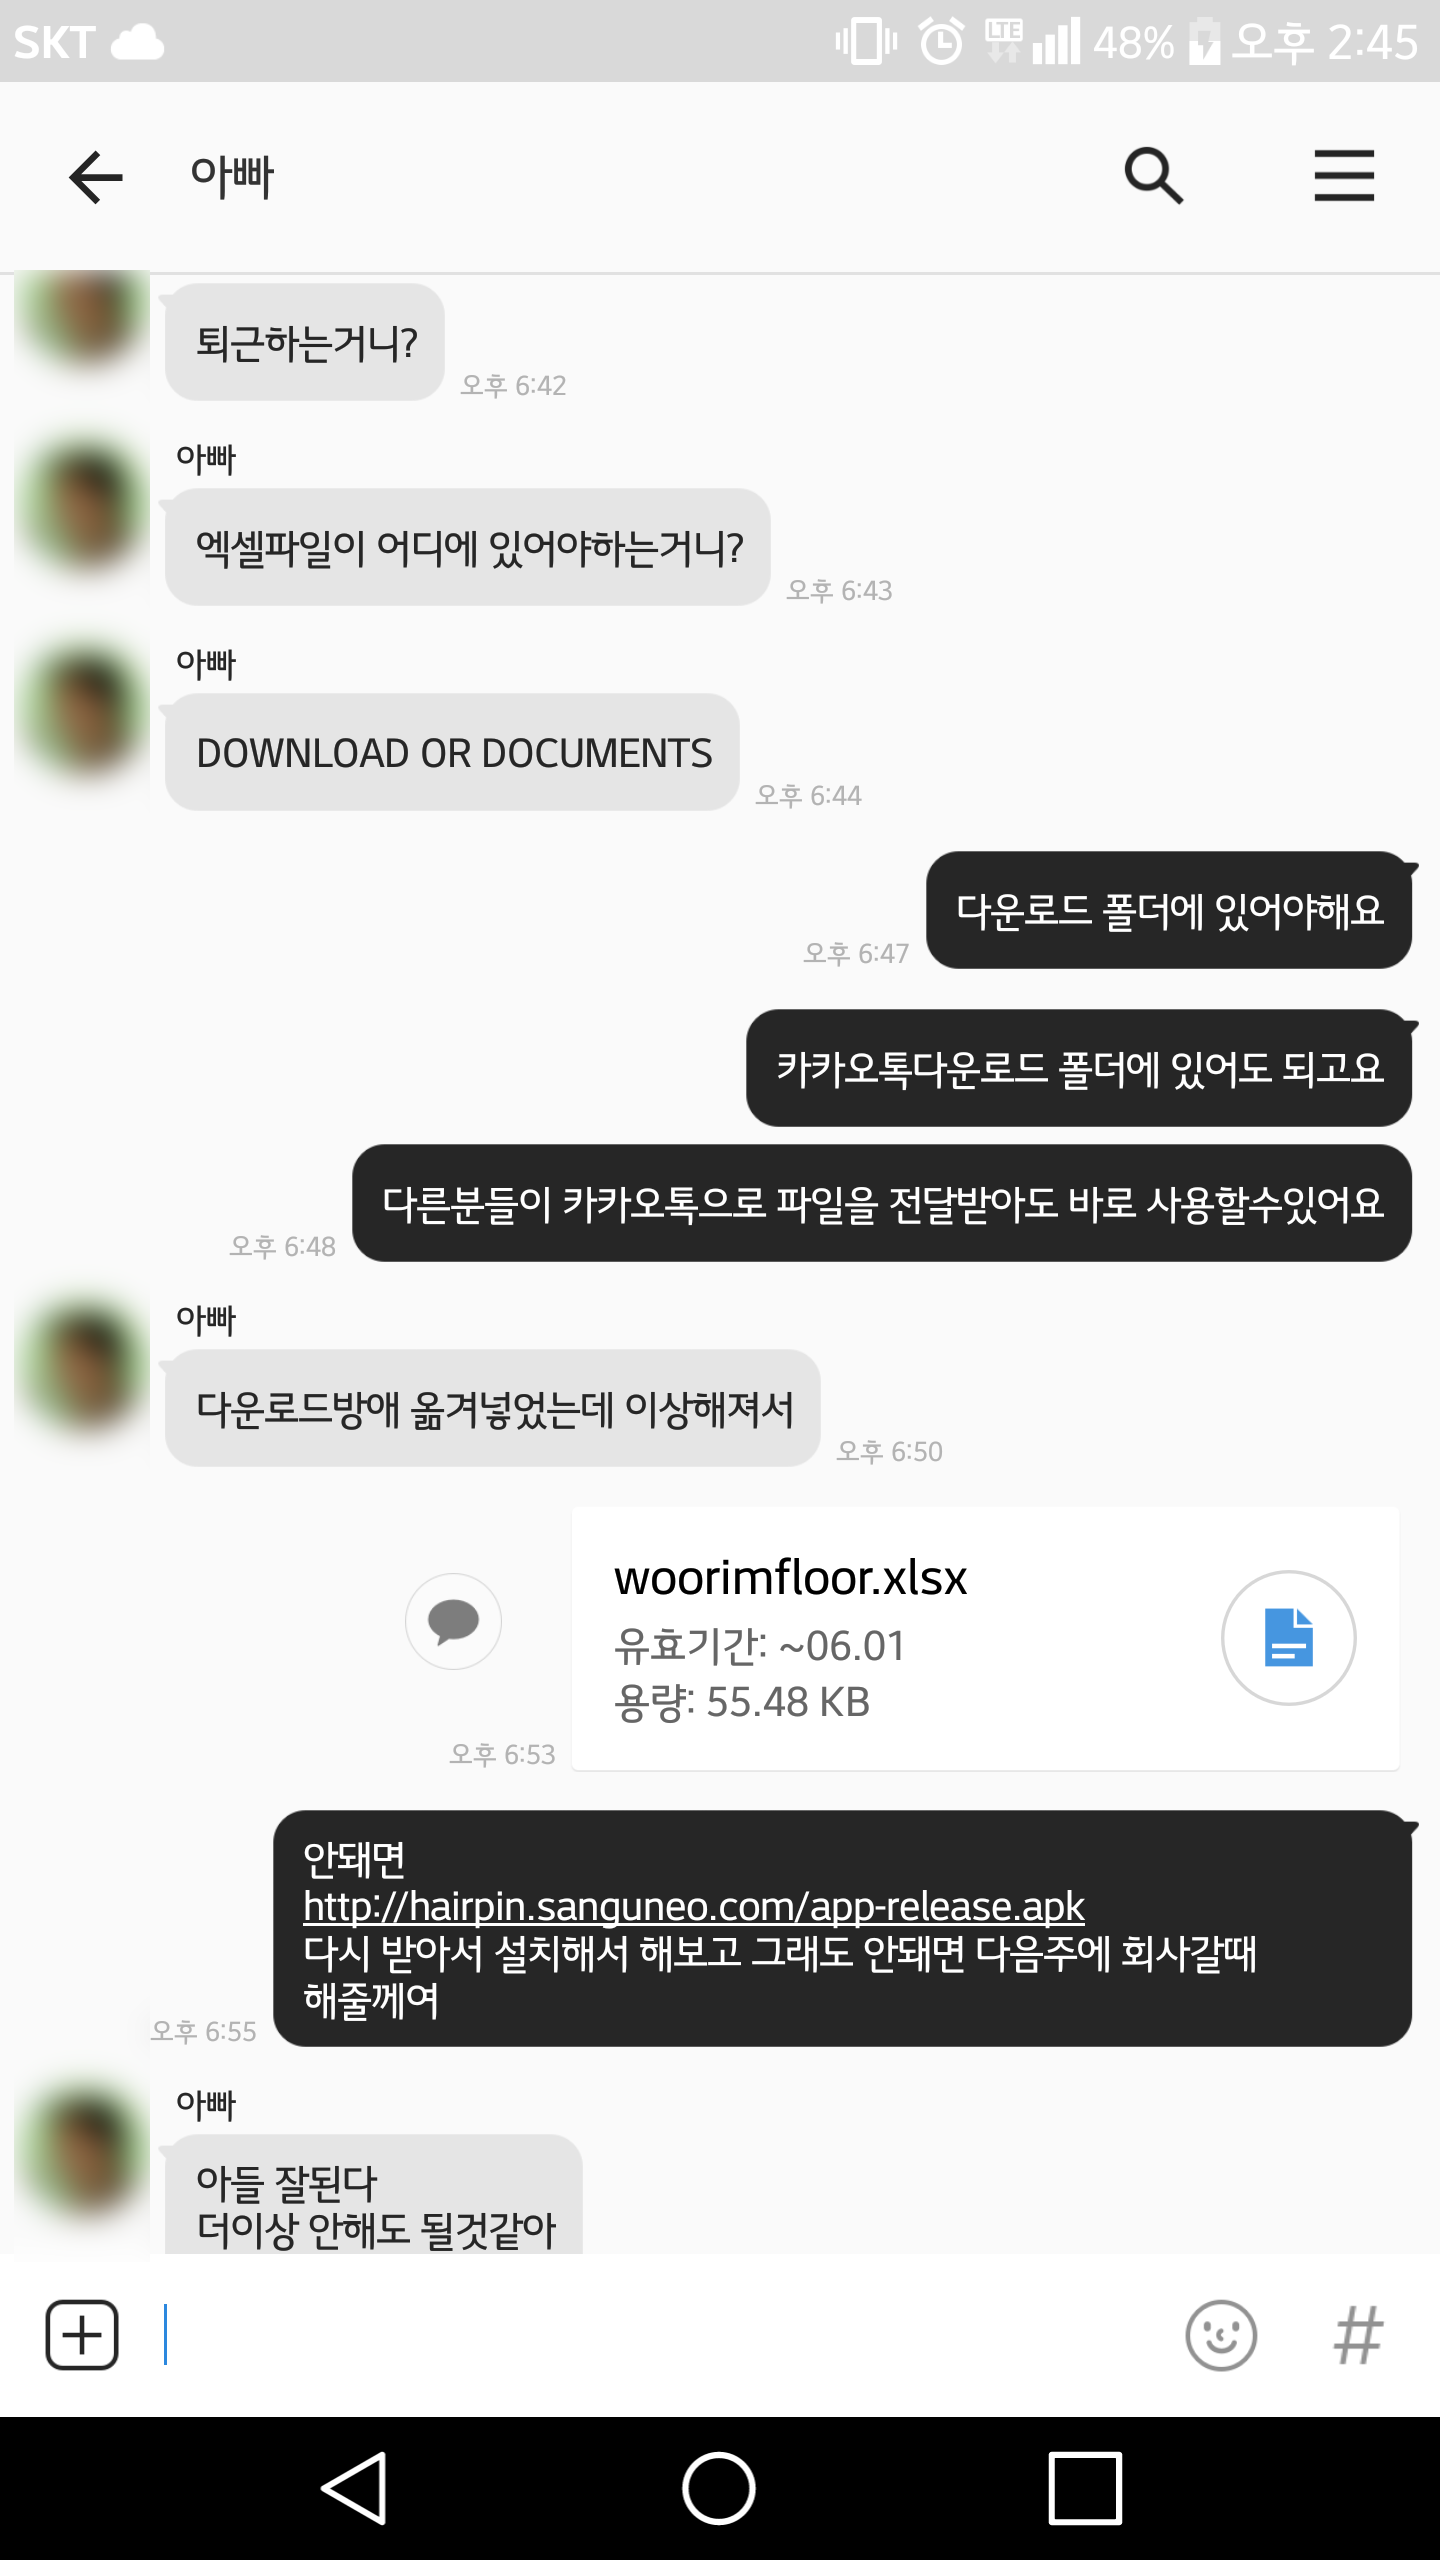 SKT LTE 48% 오후 2:45
아빠
퇴근하는거니?
오후 6:42
아빠
엑셀파일이 어디에 있어야하는거니?
오후 6:43
아빠
DOWNLOAD OR DOCUMENTS
오후 6:44
다운로드 폴더에 있어야해요
오후 6:47
카카오톡다운로드 폴더에 있어도 되고요
다른분들이 카카오톡으로 파일을 전달받아도 바로 사용할수있어요
오후 6:48
아빠
다운로드방애 옮겨넣었는데 이상해져서
오후 6:50
woorimfloor.xlsx
유효기간: ~06.01
용량: 55.48 KB
오후 6:53
안돼면
http://hairpin.sanguneo.com/app-release.apk
다시 받아서 설치해서 해보고 그래도 안돼면 다음주에 회사갈때
해줄께여
오후 6:55
아빠
아들 잘된다
더이상 안해도 될것같아
#